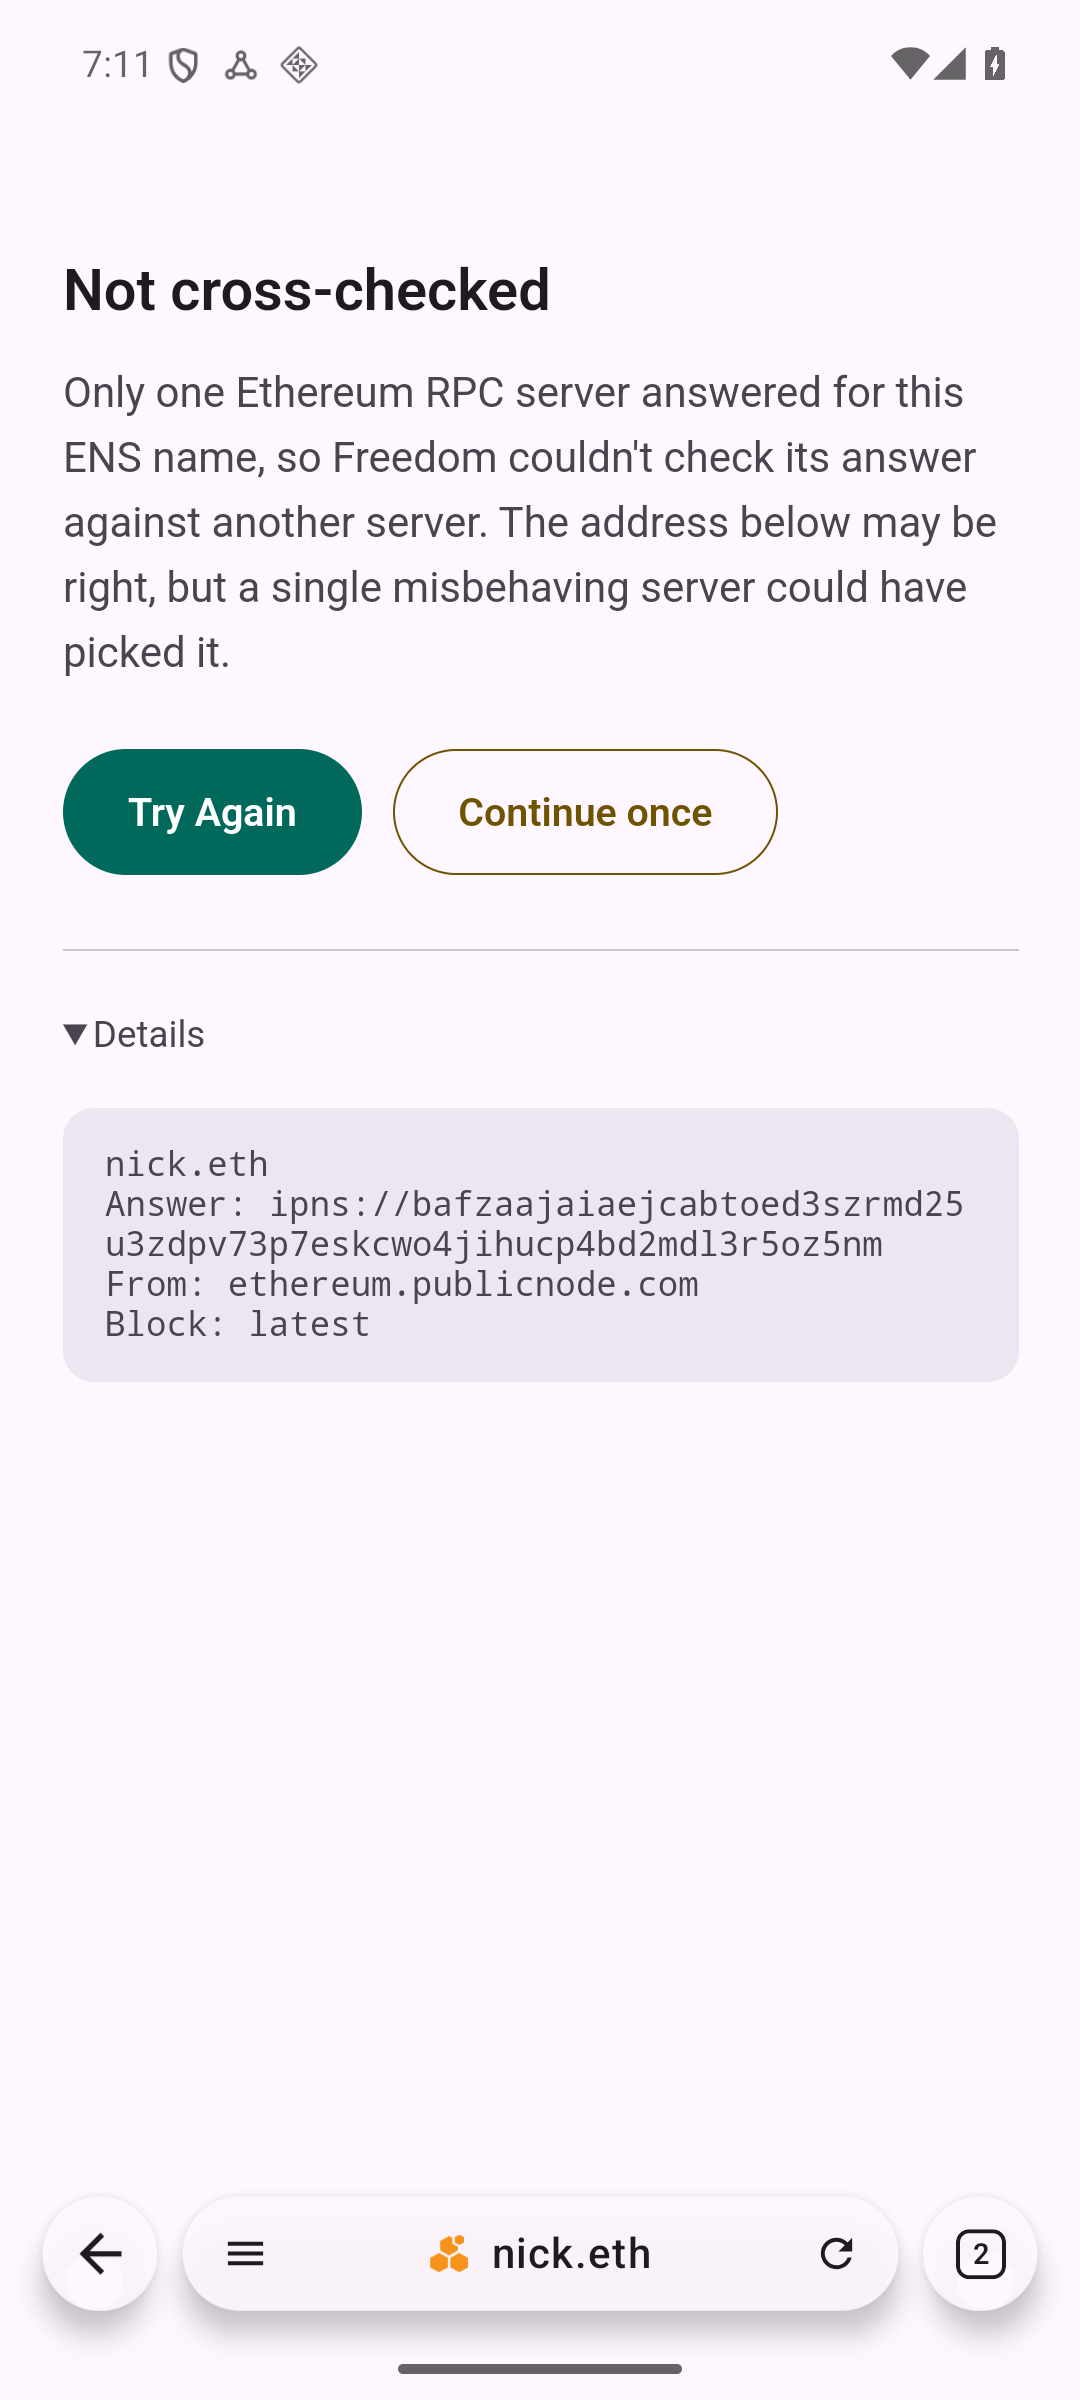 7:11
Not cross-checked
Only one Ethereum RPC server answered for this
ENS name, so Freedom couldn't check its answer
against another server. The address below may be
right, but a single misbehaving server could have
picked it.
Try Again
Continue once
Details
nick.eth
Answer: ipns://bafzaajaiaejcabtoed3szrmd25
u3zdpv73p7eskcwo4jihucp4bd2mdl3r5oz5nm
From: ethereum.publicnode.com
Block: latest
nick.eth
2